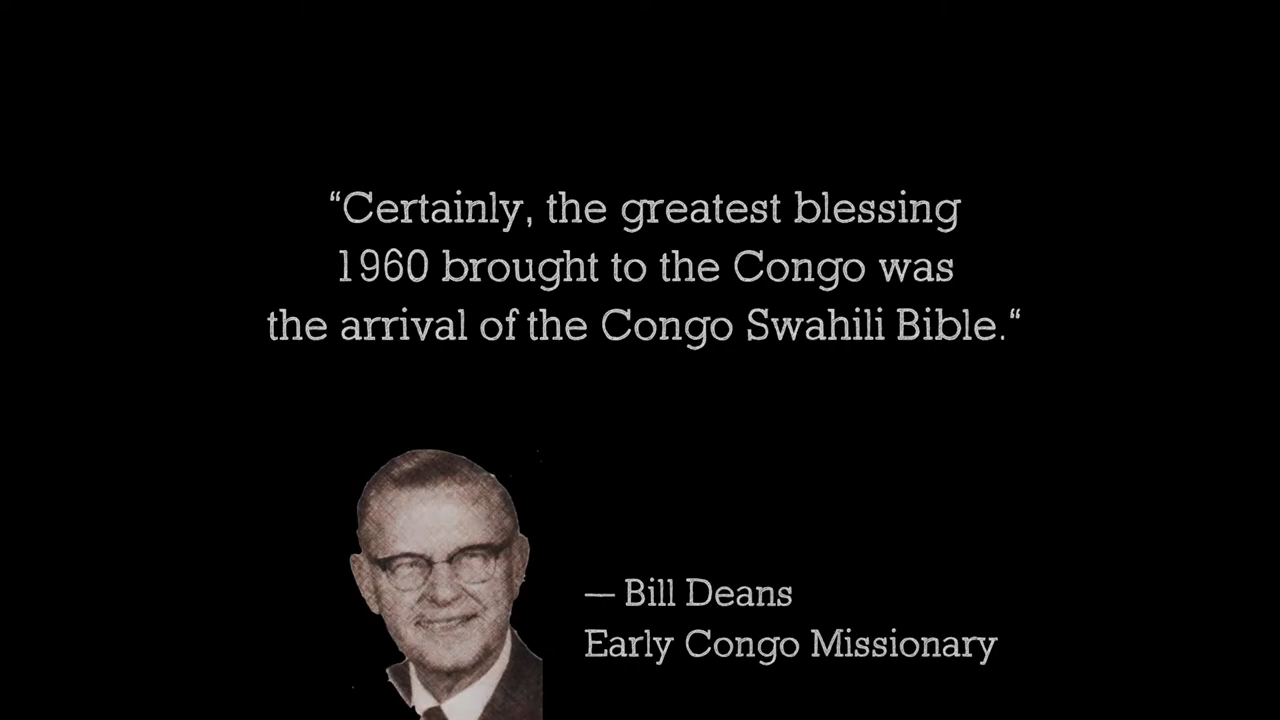 “Certainly, the greatest blessing
1960 brought to the Congo was
the arrival of the Congo Swahili Bible.“
— Bill Deans
Early Congo Missionary